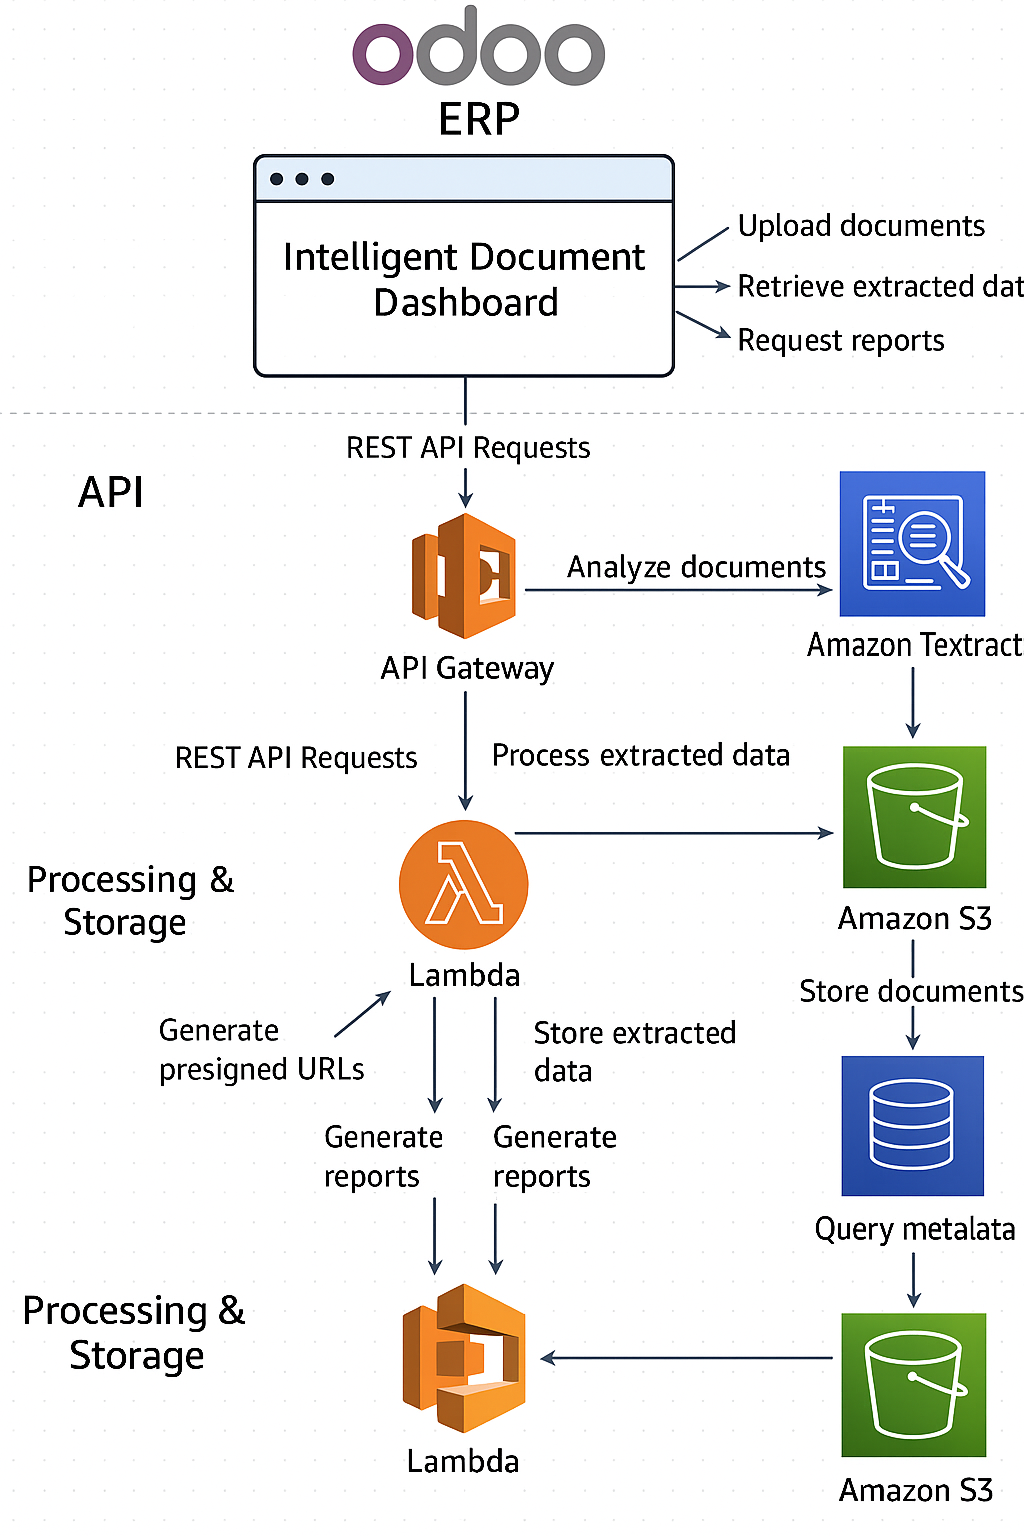 odoo
ERP
Intelligent Document
Dashboard
Upload documents
Retrieve extracted dat
Request reports
REST API Requests
API
Analyze documents
API Gateway
Amazon Textract
REST API Requests
Process extracted data
Processing &
Storage
Lambda
Amazon S3
Store documents
Generate
presigned URLs
Store extracted
data
Generate
reports
Generate
reports
Query metalata
Processing &
Storage
Lambda
Amazon S3